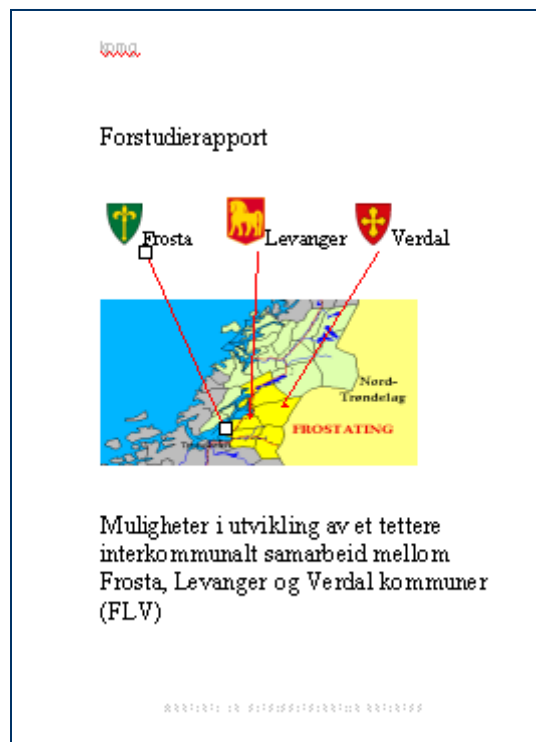 kpmg
Forstudierapport
Frosta
Levanger
Verdal
Nord-
Trøndelag
FROSTATING
Muligheter i utvikling av et tettere
interkommunalt samarbeid mellom
Frosta, Levanger og Verdal kommuner
(FLV)